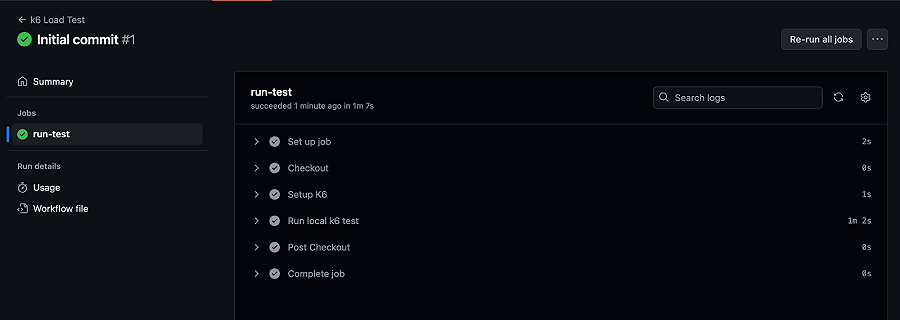 ← k6 Load Test
Initial commit #1
Re-run all jobs
Summary
Jobs
run-test
Run details
Usage
Workflow file
run-test
succeeded 1 minute ago in 1m 7s
Search logs
Set up job 2s
Checkout 0s
Setup K6 1s
Run local k6 test 1m 2s
Post Checkout 0s
Complete job 0s